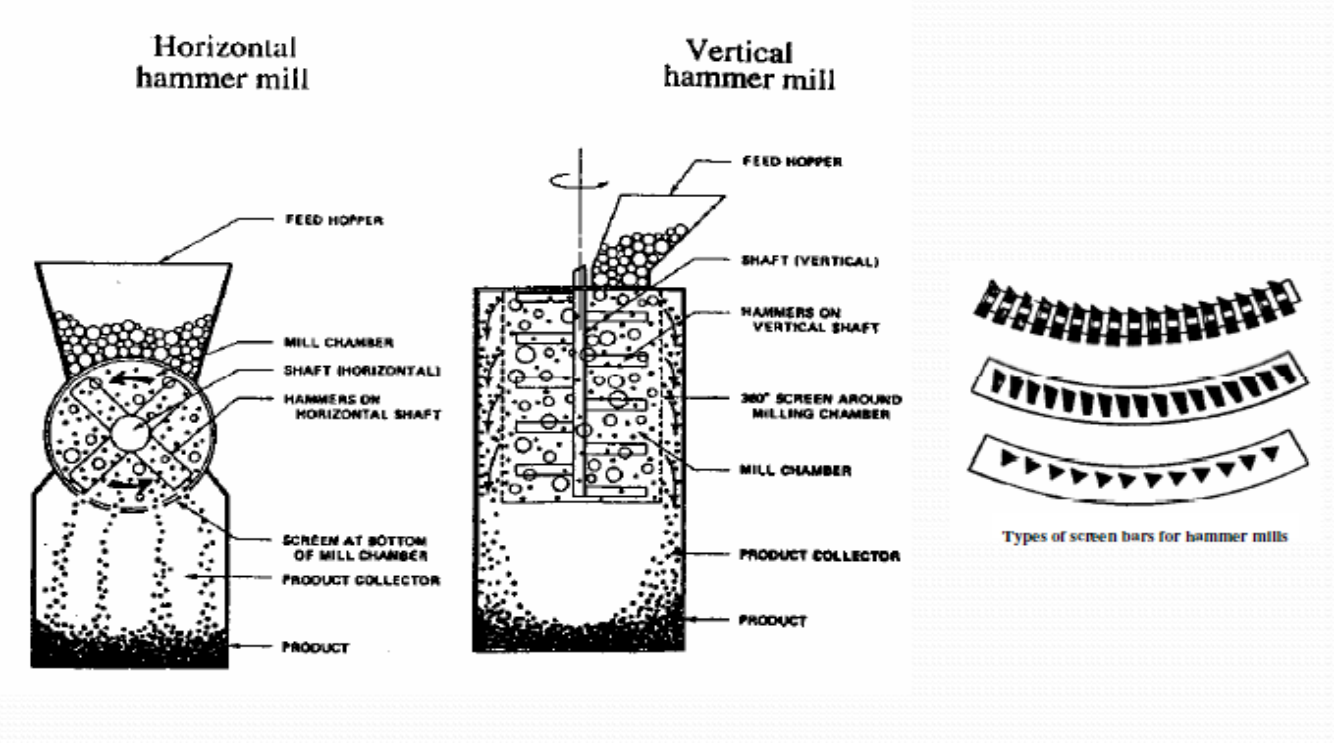 Horizontal
hammer mill
FEED HOPPER
MILL CHAMBER
SHAFT (HORIZONTAL)
HAMMERS ON
HORIZONTAL SHAFT
SCREEN AT BOTTOM
OF MILL CHAMBER
PRODUCT COLLECTOR
PRODUCT
Vertical
hammer mill
FEED HOPPER
SHAFT (VERTICAL)
HAMMERS ON
VERTICAL SHAFT
360° SCREEN AROUND
MILLING CHAMBER
MILL CHAMBER
PRODUCT COLLECTOR
PRODUCT
Types of screen bars for hammer mills